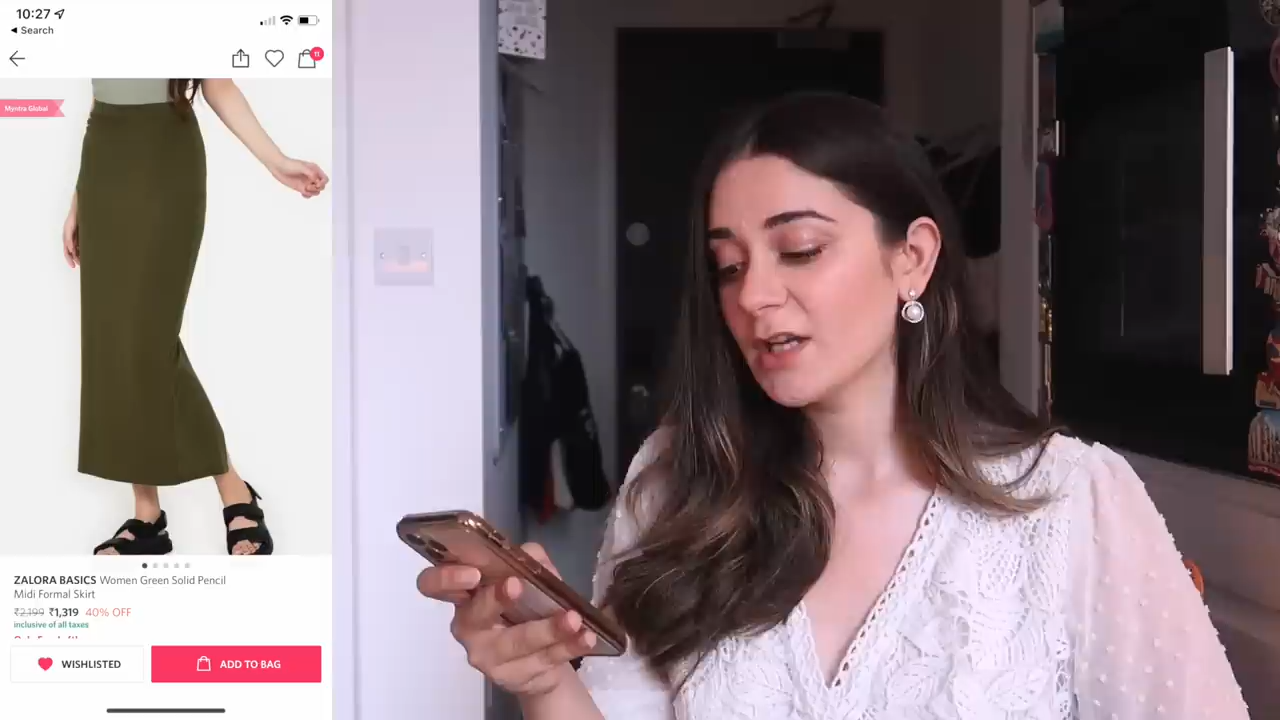 10:27
Search
11
Myntra Global
ZALORA BASICS Women Green Solid Pencil
Midi Formal Skirt
₹2,199 ₹1,319 40% OFF
inclusive of all taxes
WISHLISTED
ADD TO BAG